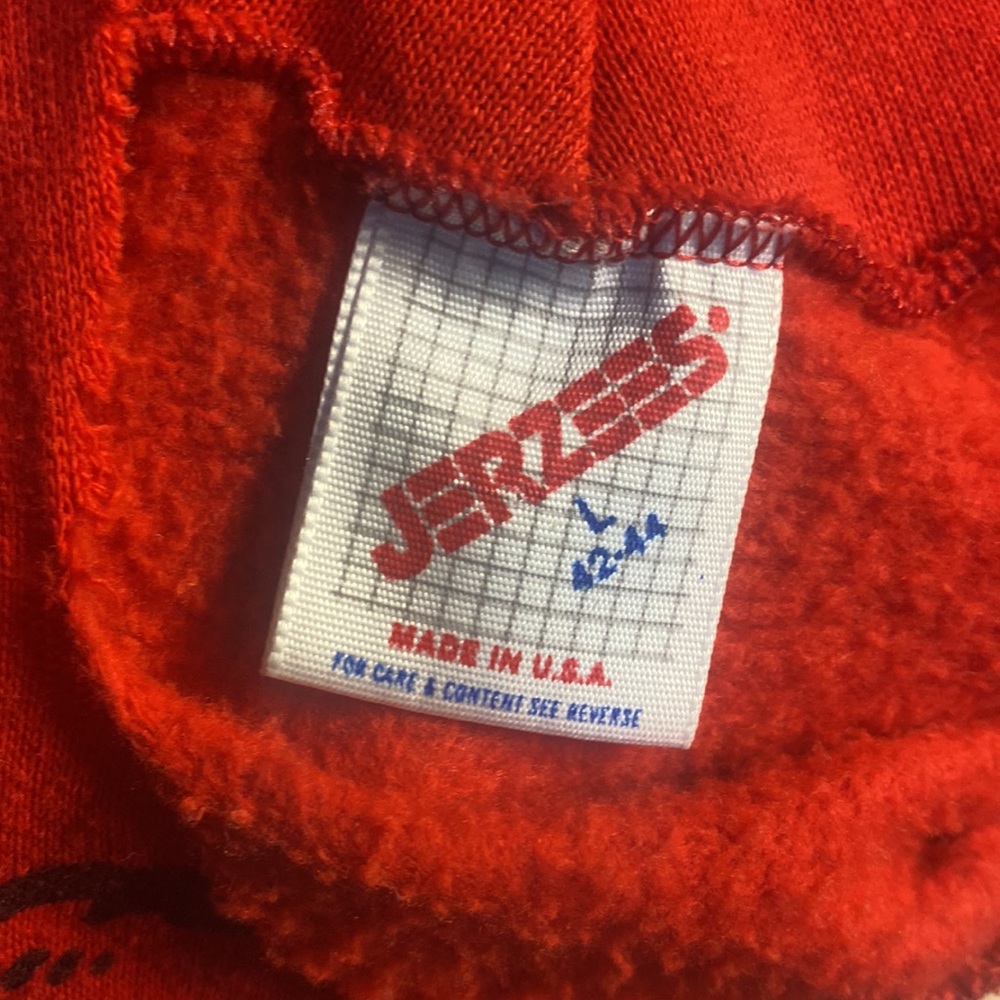 JERZEES
L
42-44
MADE IN U.S.A.
FOR CARE & CONTENT SEE REVERSE